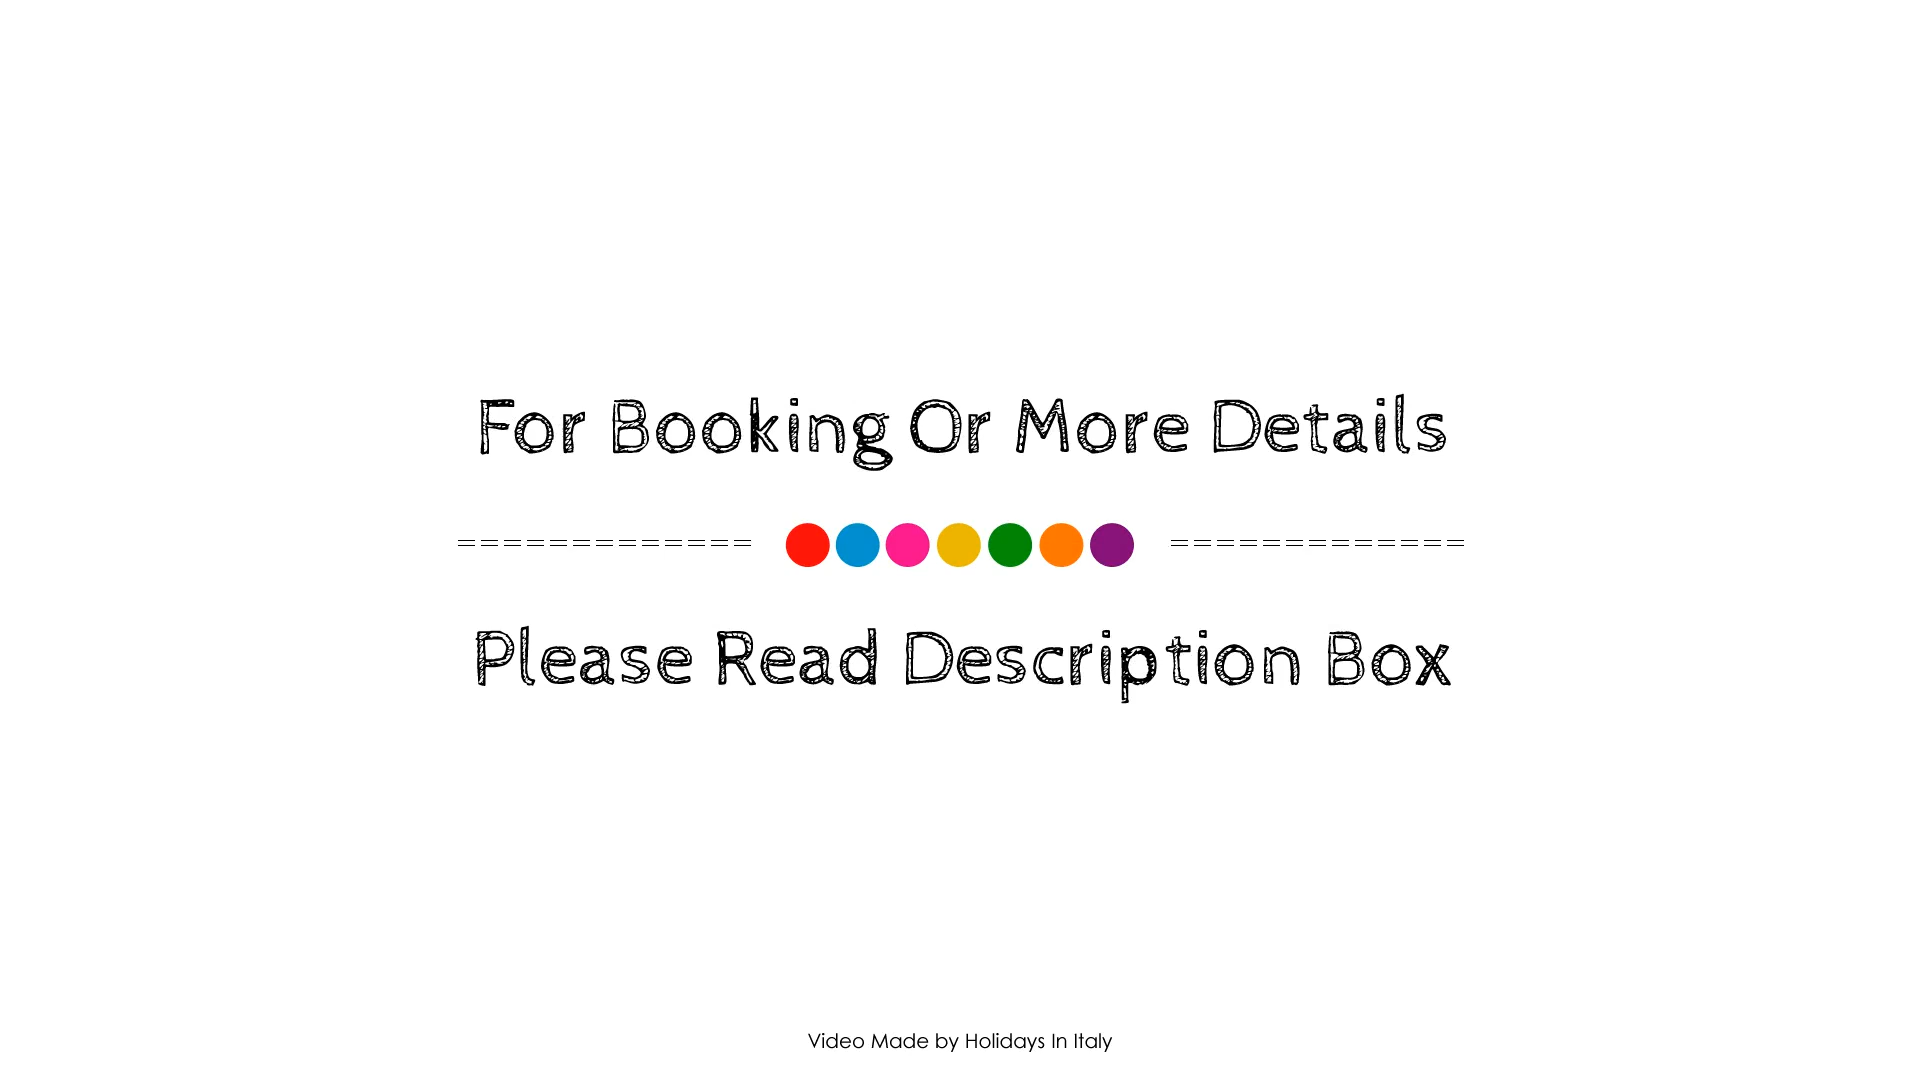 For Booking Or More Details
============= =============
Please Read Description Box
Video Made by Holidays In Italy